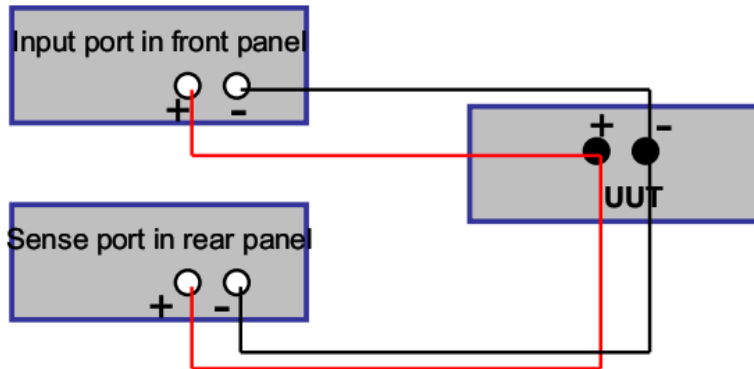 Input port in front panel
+ -
+ -
UUT
Sense port in rear panel
+ -